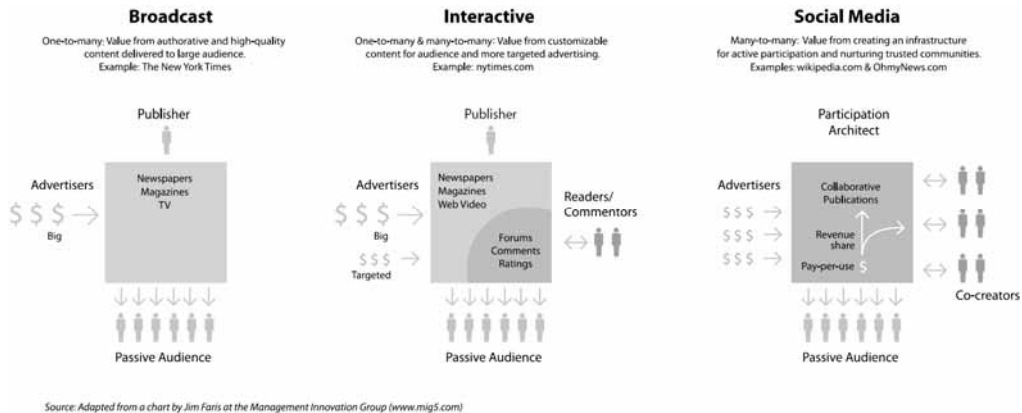 Broadcast
One-to-many: Value from authorative and high-quality
content delivered to large audience.
Example: The New York Times
Publisher
Advertisers
$ $ $
Big
Newspapers
Magazines
TV
Passive Audience
Interactive
One-to-many & many-to-many: Value from customizable
content for audience and more targeted advertising.
Example: nytimes.com
Publisher
Advertisers
$ $ $
Big
$ $ $
Targeted
Newspapers
Magazines
Web Video
Forums
Comments
Ratings
Readers/
Commentors
Passive Audience
Social Media
Many-to-many: Value from creating an infrastructure
for active participation and nurturing trusted communities.
Examples: wikipedia.com & OhmyNews.com
Participation
Architect
Advertisers
$ $ $
$ $ $
$ $ $
Collaborative
Publications
Revenue
share
Pay-per-use $
Co-creators
Passive Audience
Source: Adapted from a chart by Jim Faris at the Management Innovation Group (www.mig5.com)